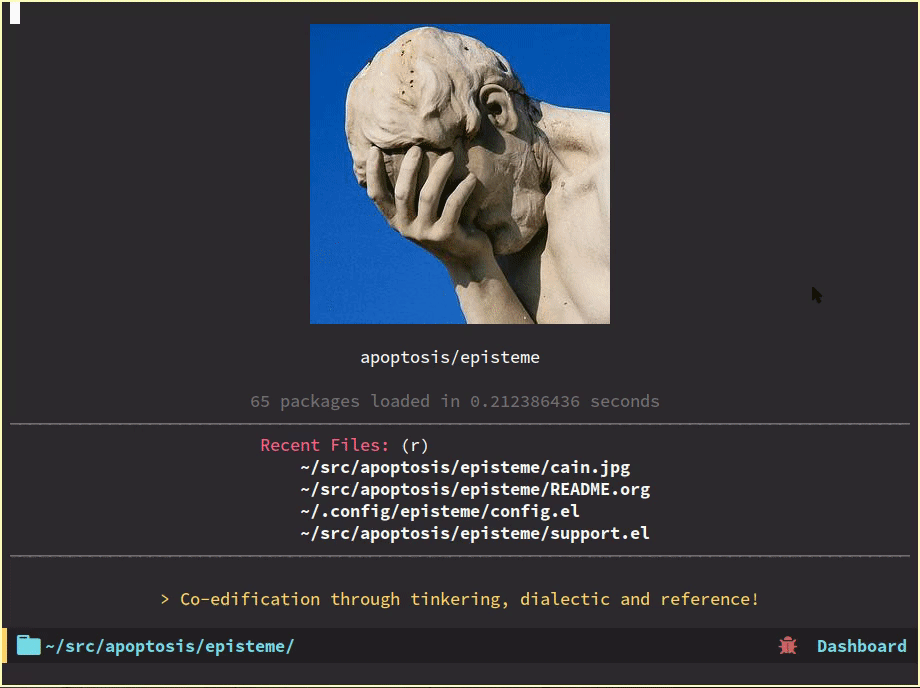 apoptosis/episteme
65 packages loaded in 0.212386436 seconds
Recent Files: (r)
~/src/apoptosis/episteme/cain.jpg
~/src/apoptosis/episteme/README.org
~/.config/episteme/config.el
~/src/apoptosis/episteme/support.el
> Co-edification through tinkering, dialectic and reference!
~/src/apoptosis/episteme/ Dashboard